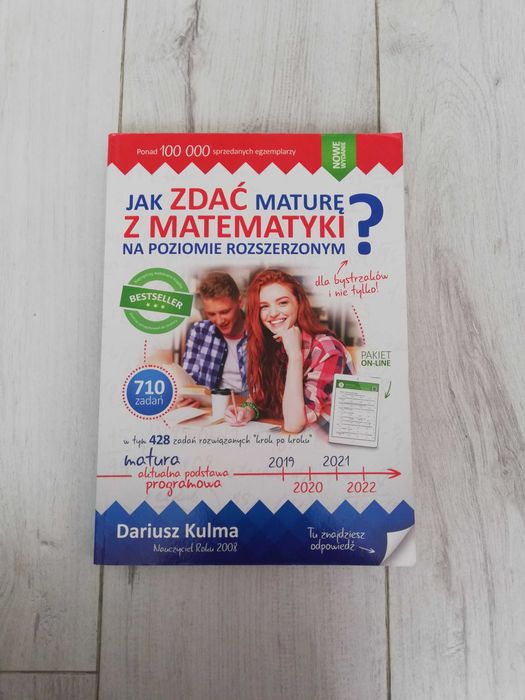 Ponad 100 000 sprzedanych egzemplarzy
NOWE
WYDANIE
JAK ZDAĆ MATURĘ
Z MATEMATYKI
NA POZIOMIE ROZSZERZONYM
?
dla bystrzaków
i nie tylko!
BESTSELLER
PAKIET
ON-LINE
710
zadań
w tym 428 zadań rozwiązanych "krok po kroku"
matura
aktualna podstawa
programowa
2019 2021
2020 2022
Dariusz Kulma
Nauczyciel Roku 2008
Tu znajdziesz
odpowiedź